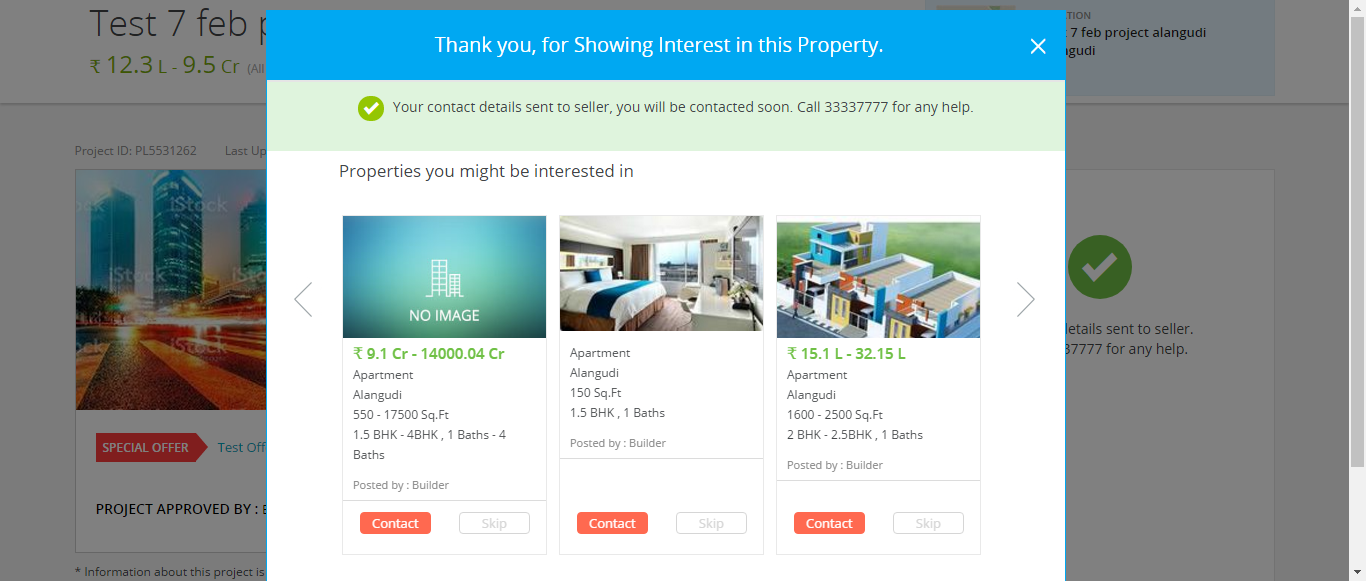 Test 7 feb
₹ 12.3 L - 9.5 Cr (All
7 feb project alangudi
Project ID: PL5531262 Last Up
iStock
iStock
iStock
iStock
SPECIAL OFFER Test Off
PROJECT APPROVED BY :
* Information about this project is
Thank you, for Showing Interest in this Property.
Your contact details sent to seller, you will be contacted soon. Call 33337777 for any help.
Properties you might be interested in
NO IMAGE
₹ 9.1 Cr - 14000.04 Cr
Apartment
Alangudi
550 - 17500 Sq.Ft
1.5 BHK - 4BHK , 1 Baths - 4
Baths
Posted by : Builder
Contact Skip
Apartment
Alangudi
150 Sq.Ft
1.5 BHK , 1 Baths
Posted by : Builder
Contact Skip
₹ 15.1 L - 32.15 L
Apartment
Alangudi
1600 - 2500 Sq.Ft
2 BHK - 2.5BHK , 1 Baths
Posted by : Builder
Contact Skip
etails sent to seller.
37777 for any help.